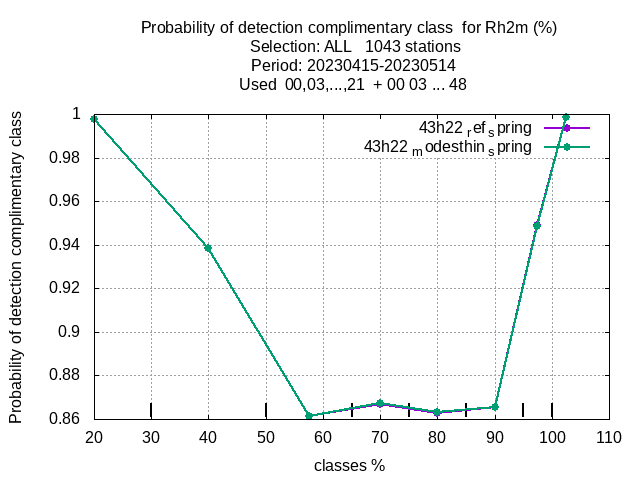 Probability of detection complimentary class  for Rh2m (%)
Selection: ALL   1043 stations
Period: 20230415-20230514
Used  00,03,...,21  + 00 03 ... 48
Probability of detection complimentary class
1
0.98
0.96
0.94
0.92
0.9
0.88
0.86
43h22 ref spring
43h22 modesthin spring
20 30 40 50 60 70 80 90 100 110
classes %